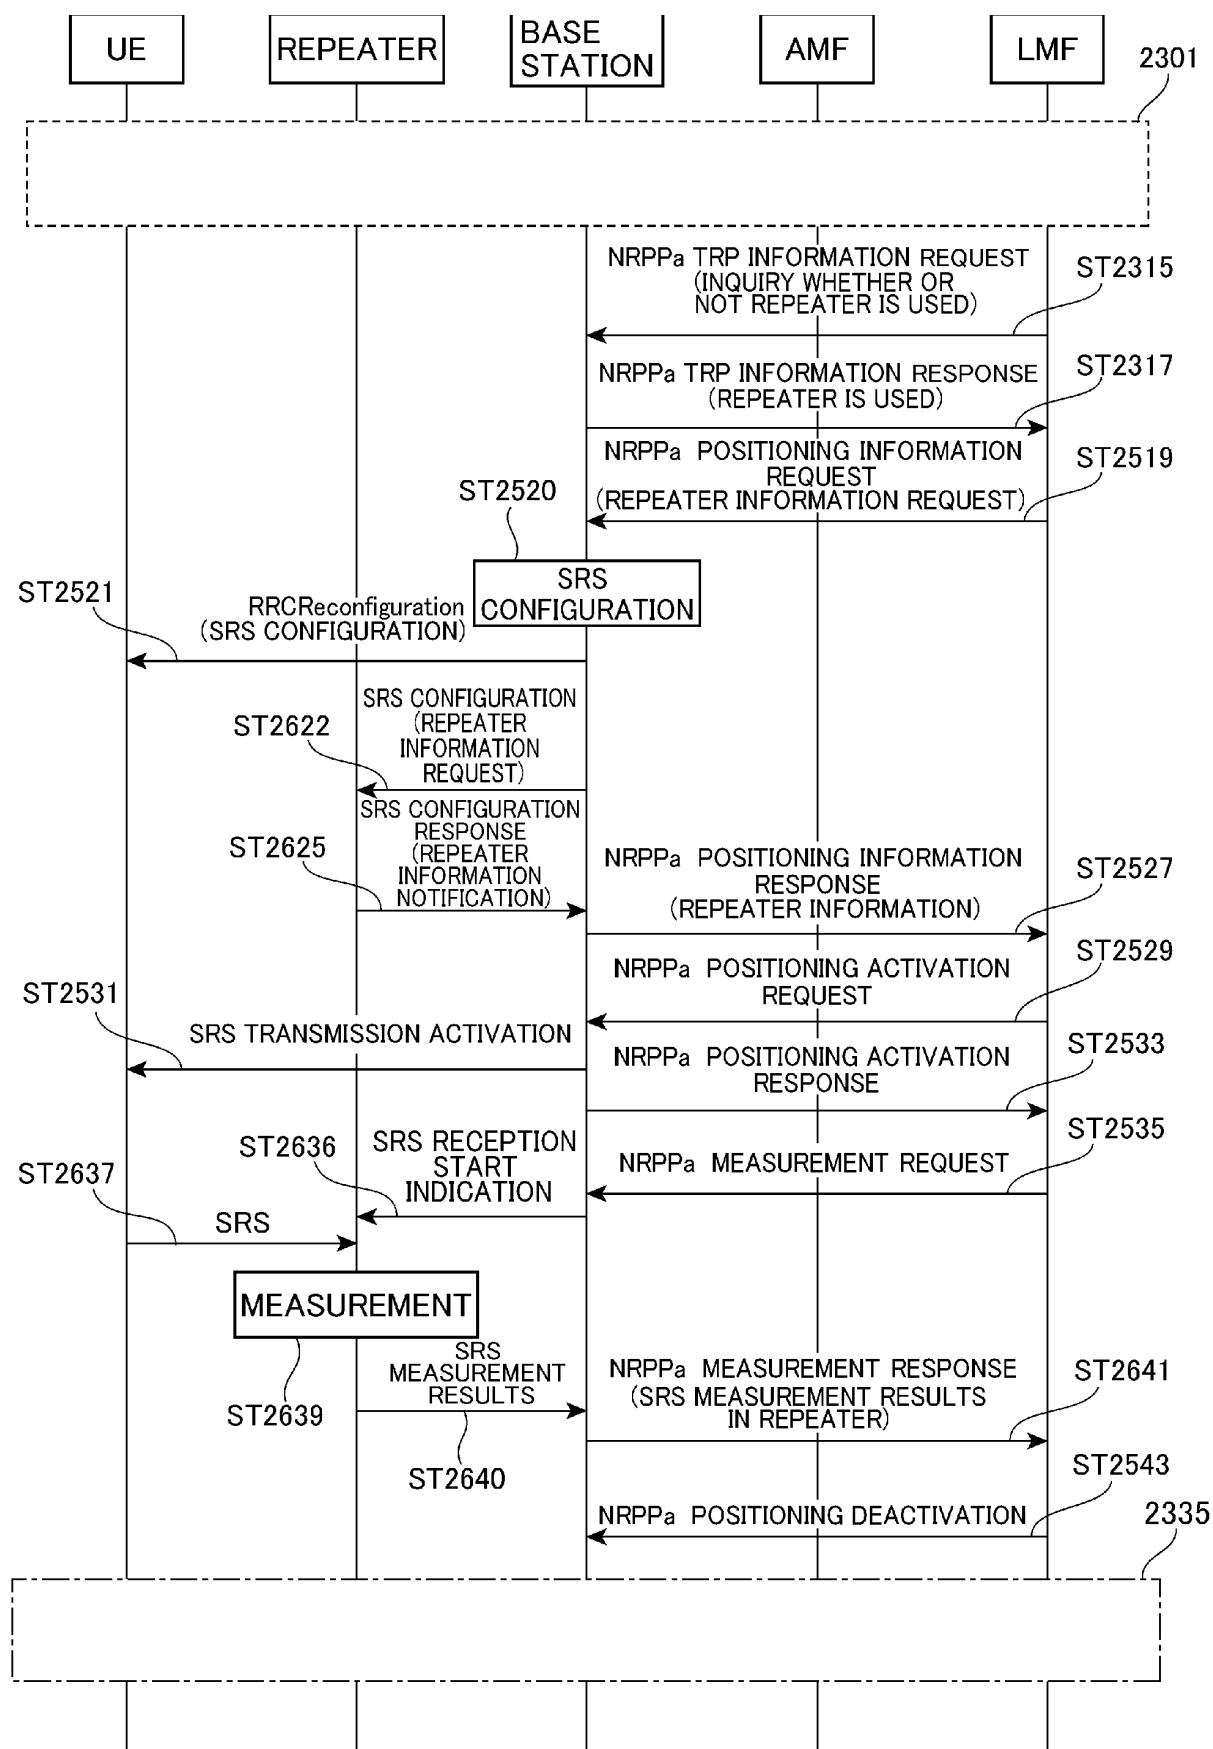 UE
REPEATER
BASE
STATION
AMF
LMF
2301
NRPPa TRP INFORMATION REQUEST
(INQUIRY WHETHER OR
NOT REPEATER IS USED)
ST2315
NRPPa TRP INFORMATION RESPONSE
(REPEATER IS USED)
ST2317
NRPPa POSITIONING INFORMATION
REQUEST
(REPEATER INFORMATION REQUEST)
ST2519
ST2520
SRS
CONFIGURATION
ST2521
RRCReconfiguration
(SRS CONFIGURATION)
SRS CONFIGURATION
(REPEATER
INFORMATION
REQUEST)
ST2622
SRS CONFIGURATION
RESPONSE
(REPEATER
INFORMATION
NOTIFICATION)
ST2625
NRPPa POSITIONING INFORMATION
RESPONSE
(REPEATER INFORMATION)
ST2527
NRPPa POSITIONING ACTIVATION
REQUEST
ST2529
ST2531
SRS TRANSMISSION ACTIVATION
NRPPa POSITIONING ACTIVATION
RESPONSE
ST2533
NRPPa MEASUREMENT REQUEST
ST2535
SRS RECEPTION
START
INDICATION
ST2636
ST2637
SRS
MEASUREMENT
ST2639
SRS
MEASUREMENT
RESULTS
ST2640
NRPPa MEASUREMENT RESPONSE
(SRS MEASUREMENT RESULTS
IN REPEATER)
ST2641
NRPPa POSITIONING DEACTIVATION
ST2543
2335